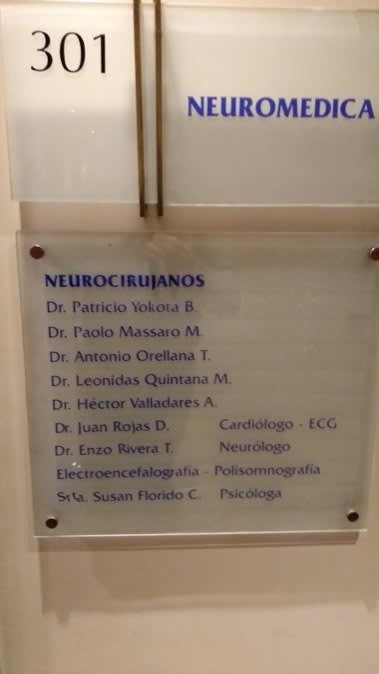 301
NEUROMEDICA
NEUROCIRUJANOS
Dr. Patricio Yokota B.
Dr. Paolo Massaro M.
Dr. Antonio Orellana T.
Dr. Leonidas Quintana M.
Dr. Héctor Valladares A.
Dr. Juan Rojas D. Cardiólogo - ECG
Dr. Enzo Rivera T. Neurólogo
Electroencefalografía - Polisomnografía
Srta. Susan Florido C. Psicóloga